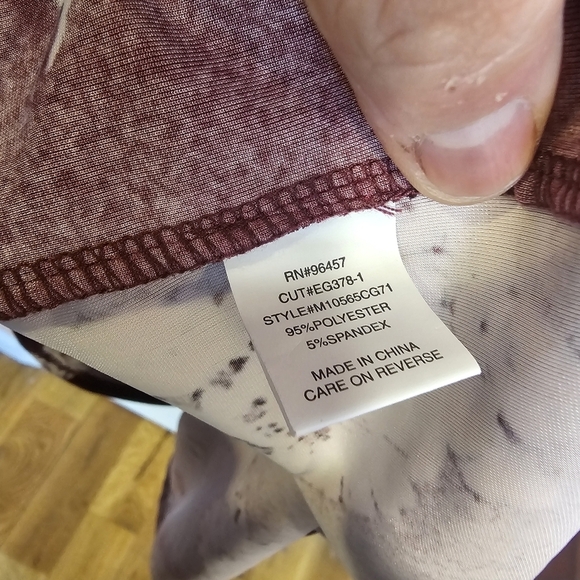 RN#96457
CUT#EG378-1
STYLE#M10565CG71
95%POLYESTER
5%SPANDEX
MADE IN CHINA
CARE ON REVERSE